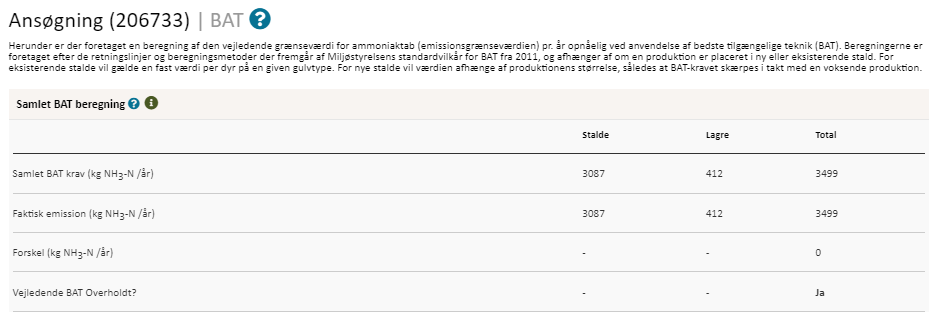 Ansøgning (206733) | BAT ?
Herunder er der foretaget en beregning af den vejledende grænseværdi for ammoniaktab (emissionsgrænseværdien) pr. år opnåelig ved anvendelse af bedste tilgængelige teknik (BAT). Beregningerne er
foretaget efter de retningslinjer og beregningsmetoder der fremgår af Miljøstyrelsens standardvilkår for BAT fra 2011, og afhænger af om en produktion er placeret i ny eller eksisterende stald. For
eksisterende stalde vil gælde en fast værdi per dyr på en given gulvtype. For nye stalde vil værdien afhænge af produktionens størrelse, således at BAT-kravet skærpes i takt med en voksende produktion.
Samlet BAT beregning ? i
Stalde Lagre Total
Samlet BAT krav (kg NH3-N /år) 3087 412 3499
Faktisk emission (kg NH3-N /år) 3087 412 3499
Forskel (kg NH3-N /år) - - 0
Vejledende BAT Overholdt? - - Ja